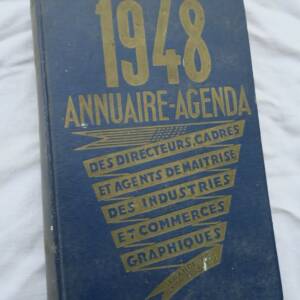 1948
ANNUAIRE-AGENDA
DES DIRECTEURS, CADRES
ET AGENTS DE MAITRISE
DES INDUSTRIES
ET COMMERCES
GRAPHIQUES